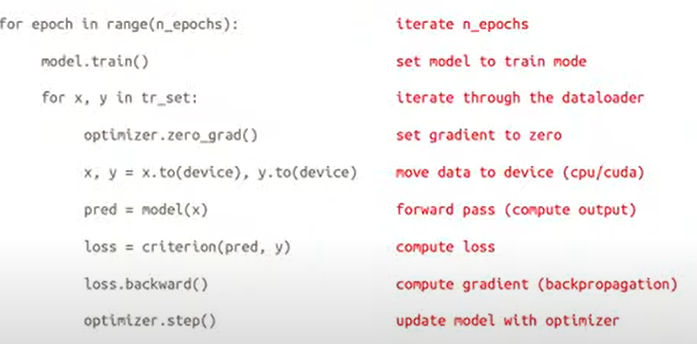 for epoch in range(n_epochs): iterate n_epochs
model.train() set model to train mode
for x, y in tr_set: iterate through the dataloader
optimizer.zero_grad() set gradient to zero
x, y = x.to(device), y.to(device) move data to device (cpu/cuda)
pred = model(x) forward pass (compute output)
loss = criterion(pred, y) compute loss
loss.backward() compute gradient (backpropagation)
optimizer.step() update model with optimizer